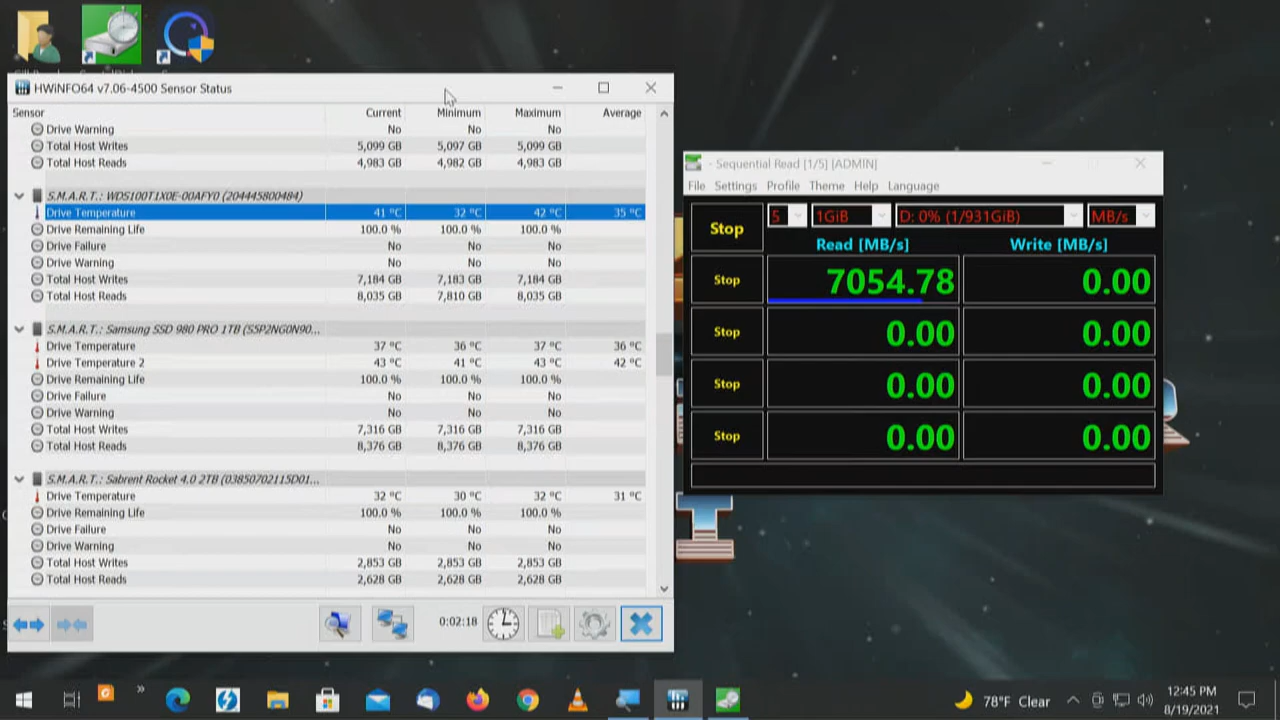 HWiNFO64 v7.06-4500 Sensor Status
Sensor Current Minimum Maximum Average
Drive Warning No No No
Total Host Writes 5,099 GB 5,097 GB 5,099 GB
Total Host Reads 4,983 GB 4,982 GB 4,983 GB
S.M.A.R.T.: WDS100T1X0E-00AFY0 (204445800484)
Drive Temperature 41 °C 32 °C 42 °C 35 °C
Drive Remaining Life 100.0 % 100.0 % 100.0 %
Drive Failure No No No
Drive Warning No No No
Total Host Writes 7,184 GB 7,183 GB 7,184 GB
Total Host Reads 8,035 GB 7,810 GB 8,035 GB
S.M.A.R.T.: Samsung SSD 980 PRO 1TB (S5P2NG0N90...
Drive Temperature 37 °C 36 °C 37 °C 36 °C
Drive Temperature 2 43 °C 41 °C 43 °C 42 °C
Drive Remaining Life 100.0 % 100.0 % 100.0 %
Drive Failure No No No
Drive Warning No No No
Total Host Writes 7,316 GB 7,316 GB 7,316 GB
Total Host Reads 8,376 GB 8,376 GB 8,376 GB
S.M.A.R.T.: Sabrent Rocket 4.0 2TB (03850702115D01...
Drive Temperature 32 °C 30 °C 32 °C 31 °C
Drive Remaining Life 100.0 % 100.0 % 100.0 %
Drive Failure No No No
Drive Warning No No No
Total Host Writes 2,853 GB 2,853 GB 2,853 GB
Total Host Reads 2,628 GB 2,628 GB 2,628 GB
0:02:18
- Sequential Read [1/5] [ADMIN]
File Settings Profile Theme Help Language
Stop 5 1GiB D: 0% (1/931GiB) MB/s
Read [MB/s] Write [MB/s]
Stop 7054.78 0.00
Stop 0.00 0.00
Stop 0.00 0.00
Stop 0.00 0.00
78°F Clear
12:45 PM
8/19/2021